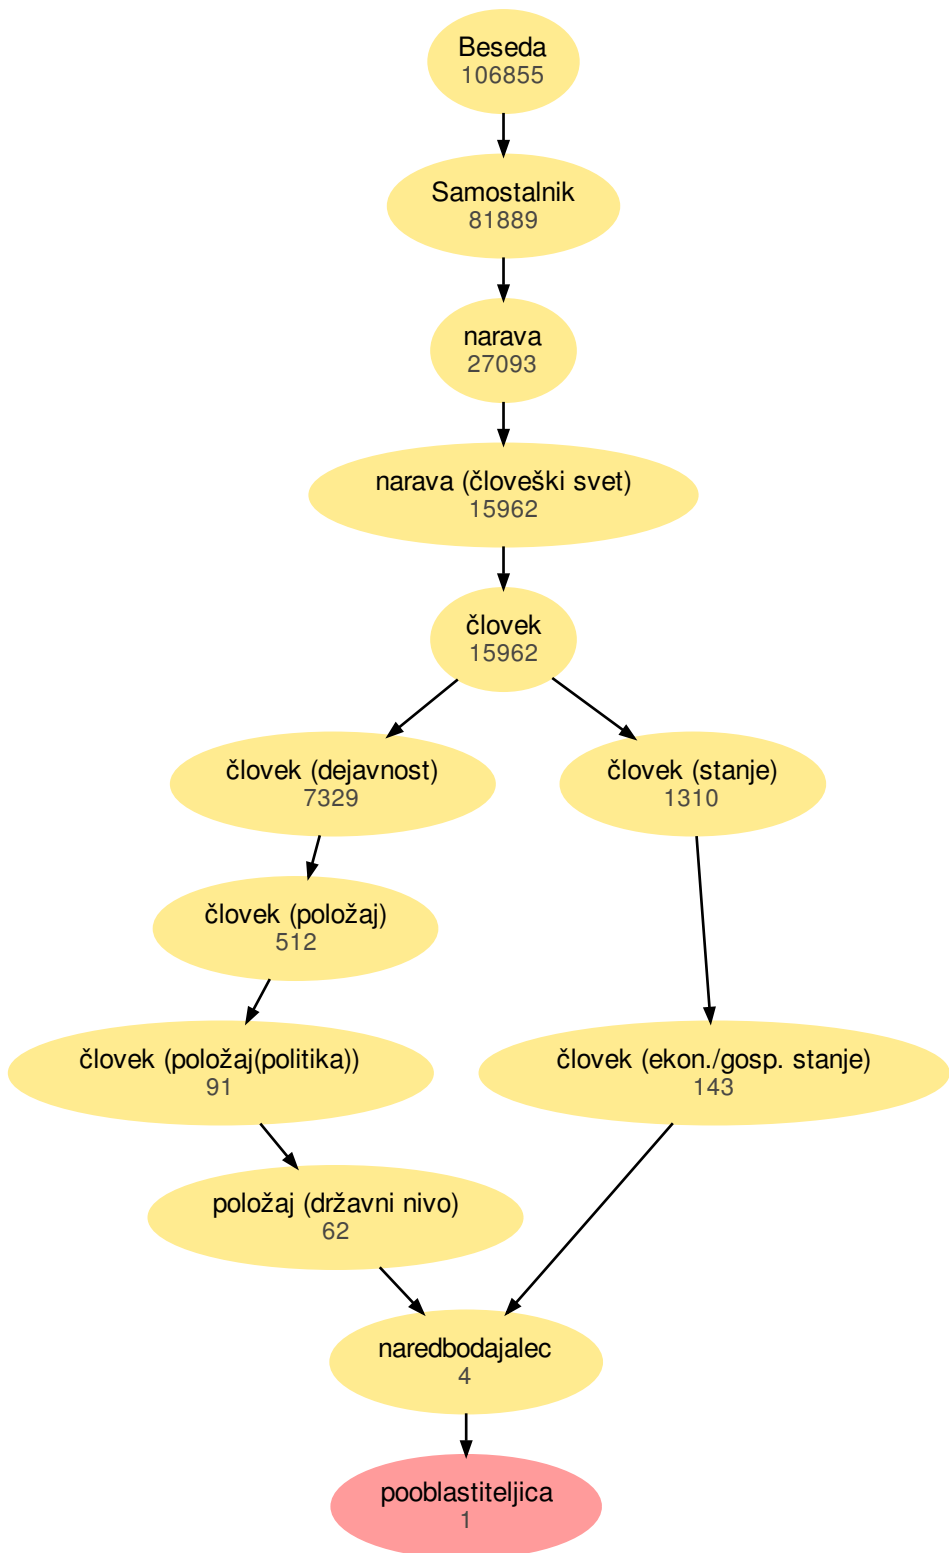 Beseda
106855
Samostalnik
81889
narava
27093
narava (človeški svet)
15962
človek
15962
človek (dejavnost)
7329
človek (stanje)
1310
človek (položaj)
512
človek (položaj(politika))
91
človek (ekon./gosp. stanje)
143
položaj (državni nivo)
62
naredbodajalec
4
pooblastiteljica
1